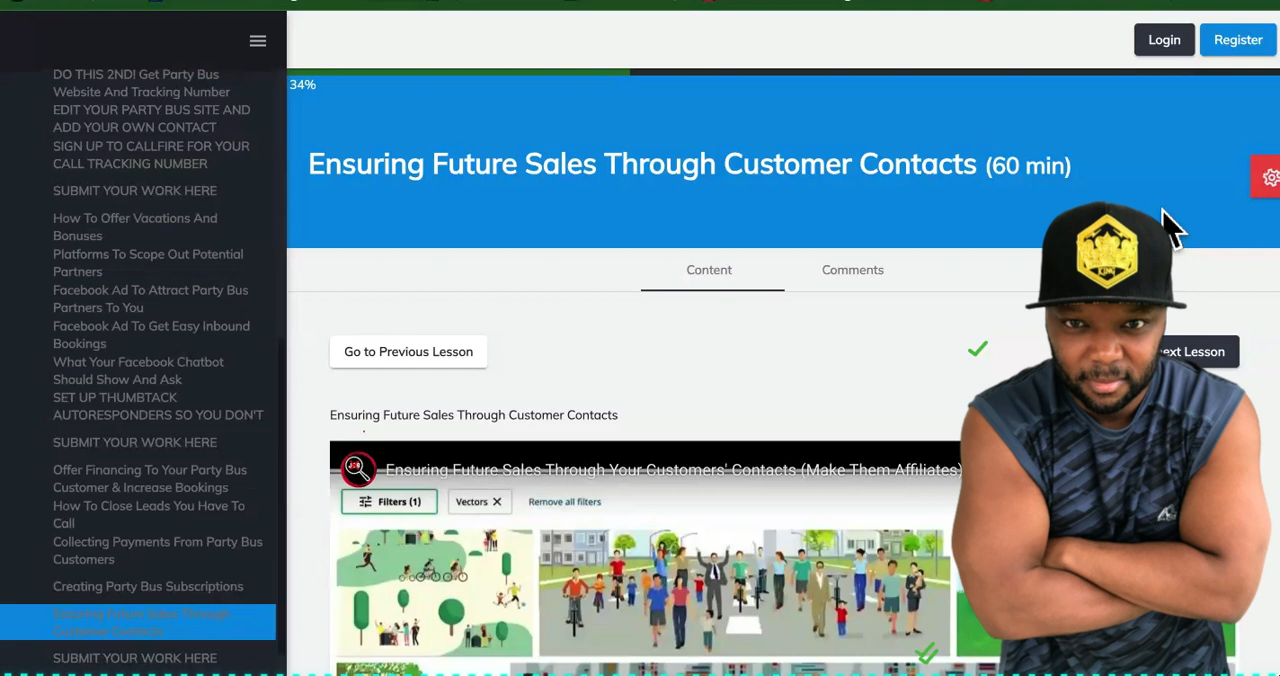 DO THIS 2ND! Get Party Bus
Website And Tracking Number
EDIT YOUR PARTY BUS SITE AND
ADD YOUR OWN CONTACT
SIGN UP TO CALLFIRE FOR YOUR
CALL TRACKING NUMBER
SUBMIT YOUR WORK HERE
How To Offer Vacations And
Bonuses
Platforms To Scope Out Potential
Partners
Facebook Ad To Attract Party Bus
Partners To You
Facebook Ad To Get Easy Inbound
Bookings
What Your Facebook Chatbot
Should Show And Ask
SET UP THUMBTACK
AUTORESPONDERS SO YOU DON'T
SUBMIT YOUR WORK HERE
Offer Financing To Your Party Bus
Customer & Increase Bookings
How To Close Leads You Have To
Call
Collecting Payments From Party Bus
Customers
Creating Party Bus Subscriptions
Ensuring Future Sales Through
Customer Contacts
SUBMIT YOUR WORK HERE
Login
Register
34%
Ensuring Future Sales Through Customer Contacts (60 min)
Content
Comments
Go to Previous Lesson
ext Lesson
Ensuring Future Sales Through Customer Contacts
Ensuring Future Sales Through Your Customers' Contacts (Make Them Affiliates)
Filters (1)
Vectors
Remove all filters
KING